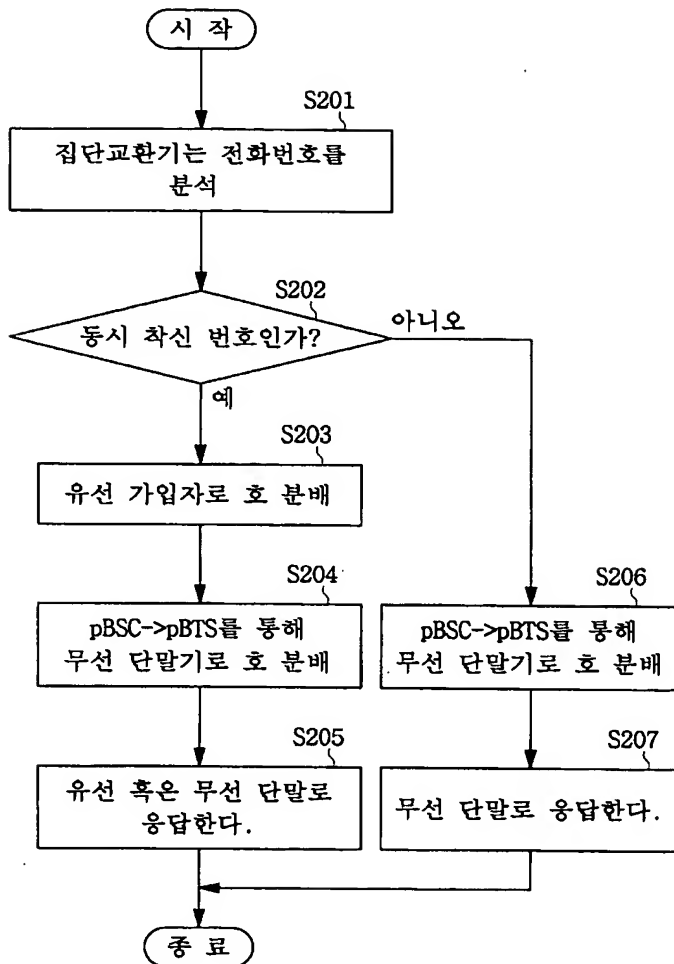 시 작
S201
집단교환기는 전화번호를
분석
S202
동시 착신 번호인가?
아니오
예
S203
유선 가입자로 호 분배
S204
pBSC->pBTS를 통해
무선 단말기로 호 분배
S206
pBSC->pBTS를 통해
무선 단말기로 호 분배
S205
유선 혹은 무선 단말로
응답한다.
S207
무선 단말로 응답한다.
종 료